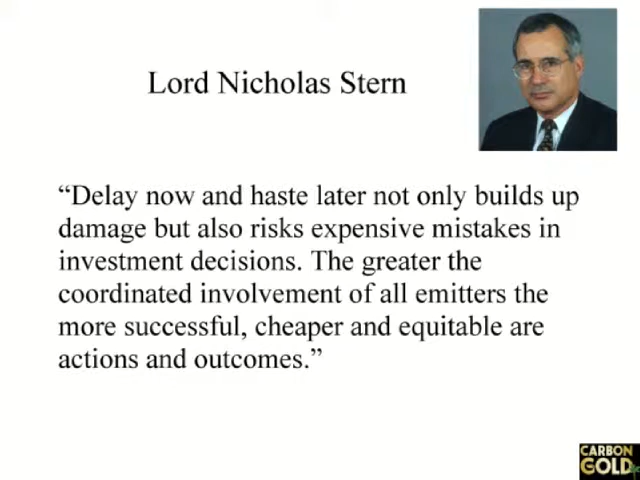 Lord Nicholas Stern
“Delay now and haste later not only builds up
damage but also risks expensive mistakes in
investment decisions. The greater the
coordinated involvement of all emitters the
more successful, cheaper and equitable are
actions and outcomes.”
CARBON
GOLD